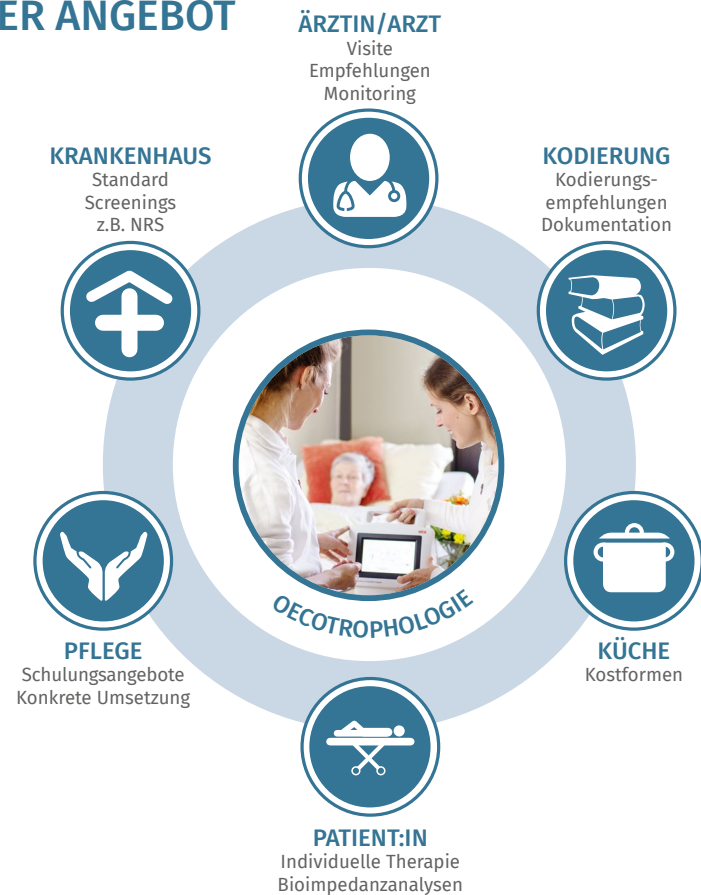 ER ANGEBOT
ÄRZTIN/ARZT
Visite
Empfehlungen
Monitoring
KRANKENHAUS
Standard
Screenings
z.B. NRS
KODIERUNG
Kodierungs-
empfehlungen
Dokumentation
OECOTROPHOLOGIE
PFLEGE
Schulungsangebote
Konkrete Umsetzung
KÜCHE
Kostformen
PATIENT:IN
Individuelle Therapie
Bioimpedanzanalysen